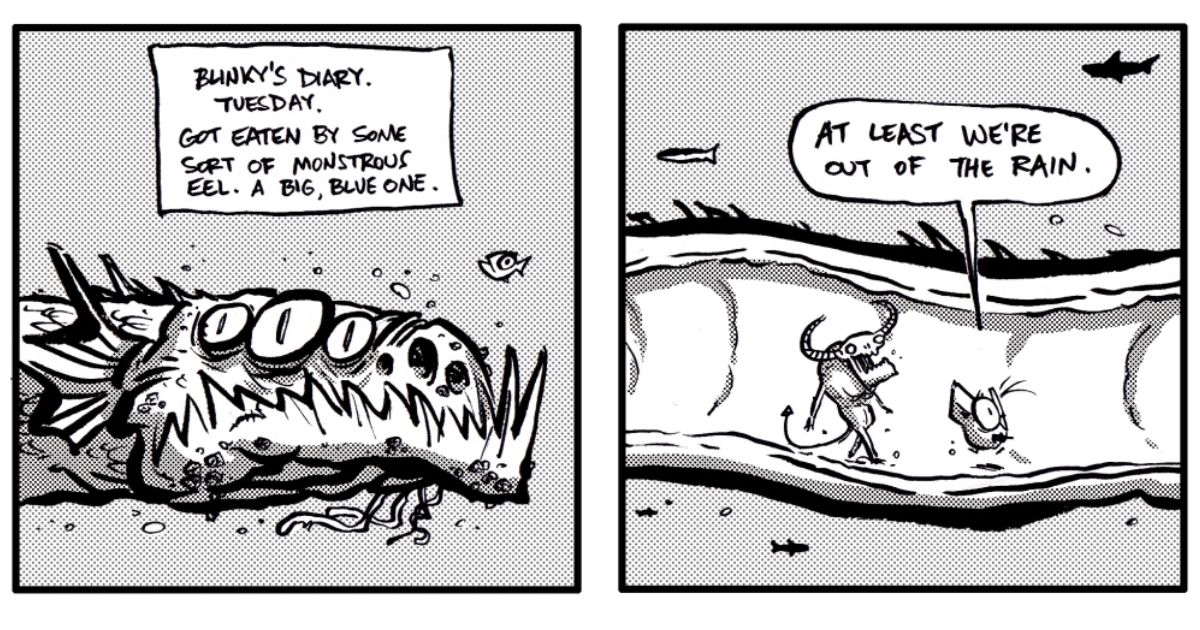 BLINKY'S DIARY.
TUESDAY.
GOT EATEN BY SOME
SORT OF MONSTROUS
EEL. A BIG, BLUE ONE.
AT LEAST WE'RE
OUT OF THE RAIN.